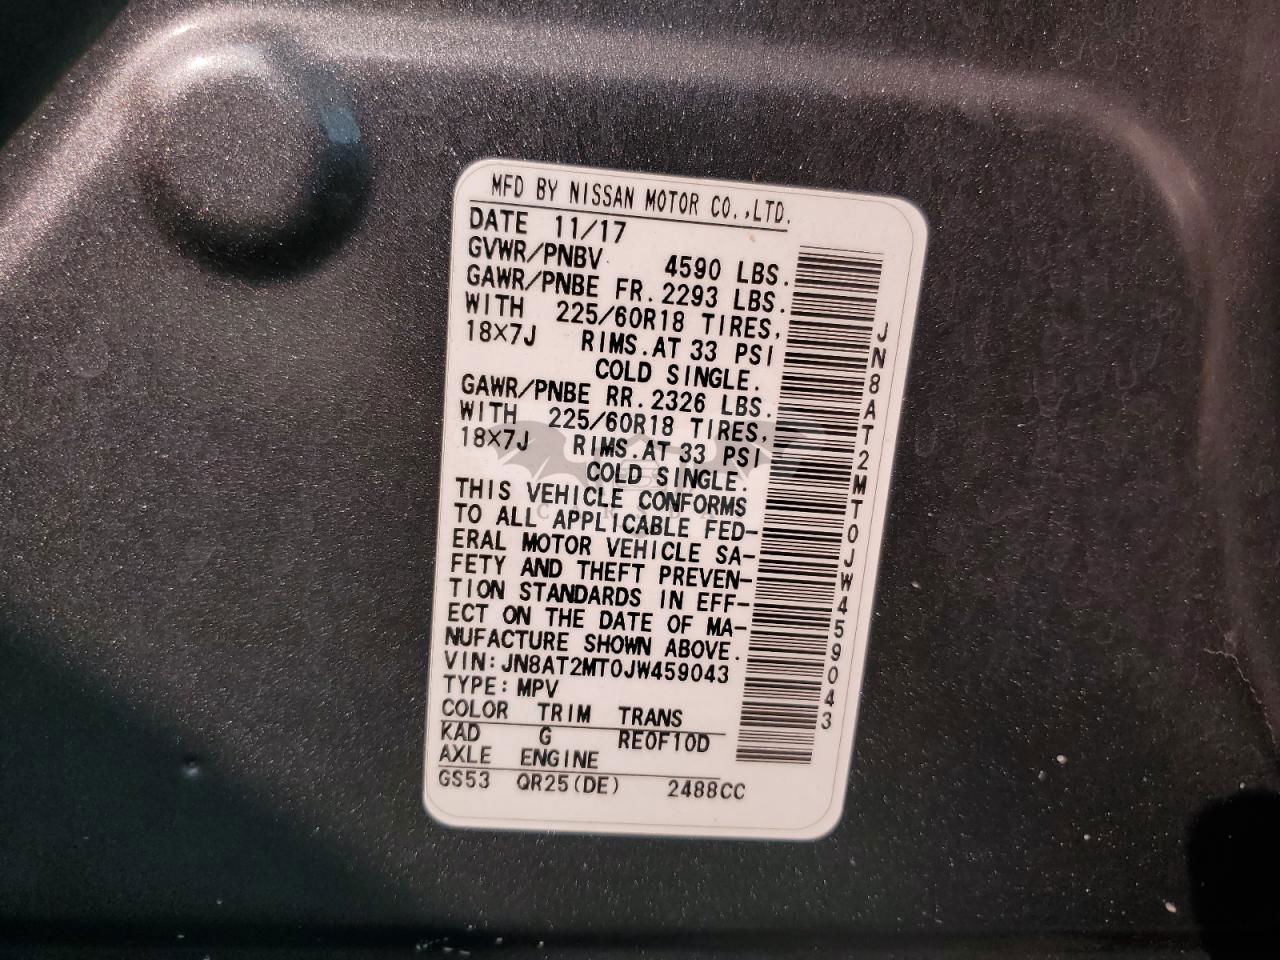 MFD BY NISSAN MOTOR CO.,LTD.
DATE 11/17
GVWR/PNBV 4590 LBS.
GAWR/PNBE FR.2293 LBS.
WITH 225/60R18 TIRES,
18×7J RIMS.AT 33 PSI
COLD SINGLE.
GAWR/PNBE RR.2326 LBS.
WITH 225/60R18 TIRES,
18×7J RIMS.AT 33 PSI
COLD SINGLE.
THIS VEHICLE CONFORMS
TO ALL APPLICABLE FED-
ERAL MOTOR VEHICLE SA-
FETY AND THEFT PREVEN-
TION STANDARDS IN EFF-
ECT ON THE DATE OF MA-
NUFACTURE SHOWN ABOVE.
VIN:JN8AT2MT0JW459043
TYPE:MPV
COLOR TRIM TRANS
KAD G RE0F10D
AXLE ENGINE
GS53 QR25(DE) 2488CC
JN8AT2MT0JW459043